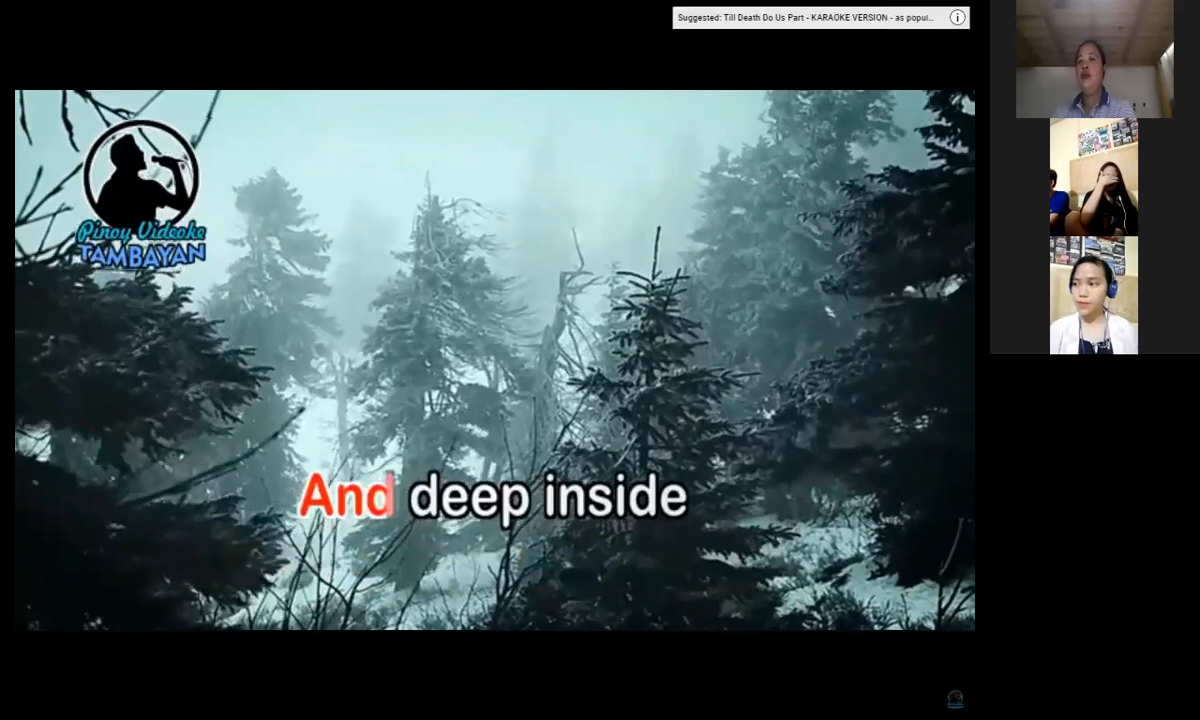 Suggested: Till Death Do Us Part - KARAOKE VERSION - as popul...
Pinoy Videoke
TAMBAYAN
And deep inside